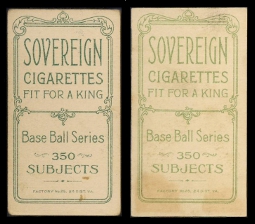 SOVEREIGN
CIGARETTES
FIT FOR A KING
Base Ball Series
350
SUBJECTS
SOVEREIGN
CIGARETTES
FIT FOR A KING
Base Ball Series
350
SUBJECTS